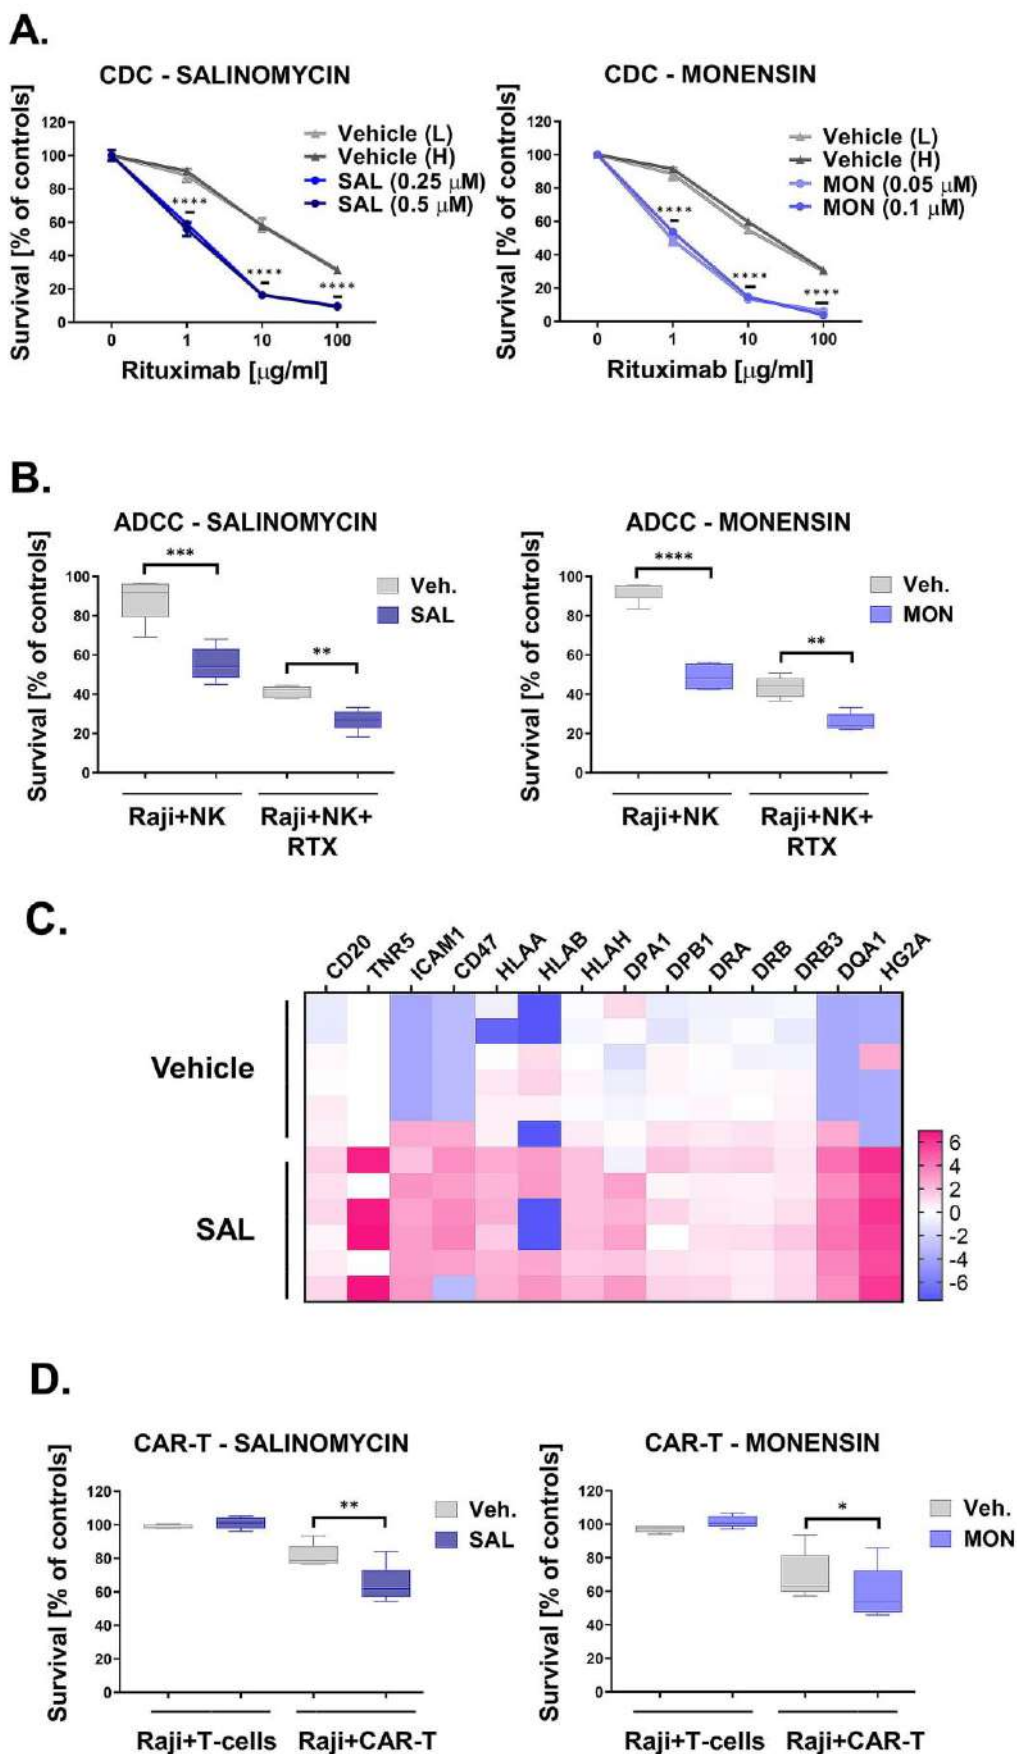 A.
CDC - SALINOMYCIN
Survival [% of controls]
120
100
80
60
40
20
0
Vehicle (L)
Vehicle (H)
SAL (0.25 μM)
SAL (0.5 μM)
****
****
****
0 1 10 100
Rituximab [μg/ml]
CDC - MONENSIN
Survival [% of controls]
120
100
80
60
40
20
0
Vehicle (L)
Vehicle (H)
MON (0.05 μM)
MON (0.1 μM)
****
****
****
0 1 10 100
Rituximab [μg/ml]
B.
ADCC - SALINOMYCIN
Survival [% of controls]
100
80
60
40
20
0
***
**
Veh.
SAL
Raji+NK
Raji+NK+
RTX
ADCC - MONENSIN
Survival [% of controls]
100
80
60
40
20
0
****
**
Veh.
MON
Raji+NK
Raji+NK+
RTX
C.
CD20 TNR5 ICAM1 CD47 HLAA HLAB HLAH DPA1 DPB1 DRA DRB DRB3 DQA1 HG2A
Vehicle
SAL
6
4
2
0
-2
-4
-6
D.
CAR-T - SALINOMYCIN
Survival [% of controls]
120
100
80
60
40
20
0
**
Veh.
SAL
Raji+T-cells Raji+CAR-T
CAR-T - MONENSIN
Survival [% of controls]
120
100
80
60
40
20
0
*
Veh.
MON
Raji+T-cells Raji+CAR-T